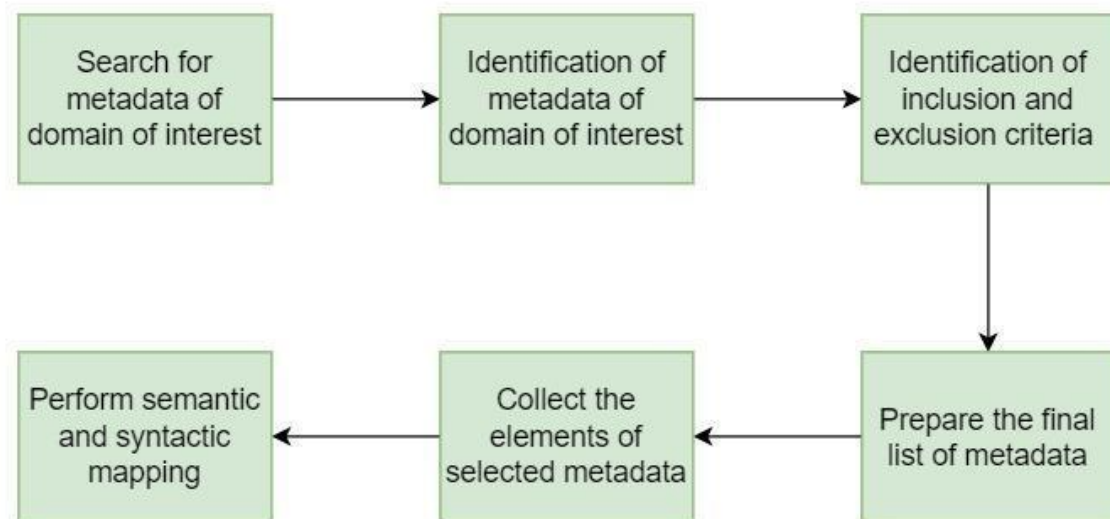 Search for
metadata of
domain of interest
Identification of
metadata of
domain of interest
Identification of
inclusion and
exclusion criteria
Prepare the final
list of metadata
Collect the
elements of
selected metadata
Perform semantic
and syntactic
mapping